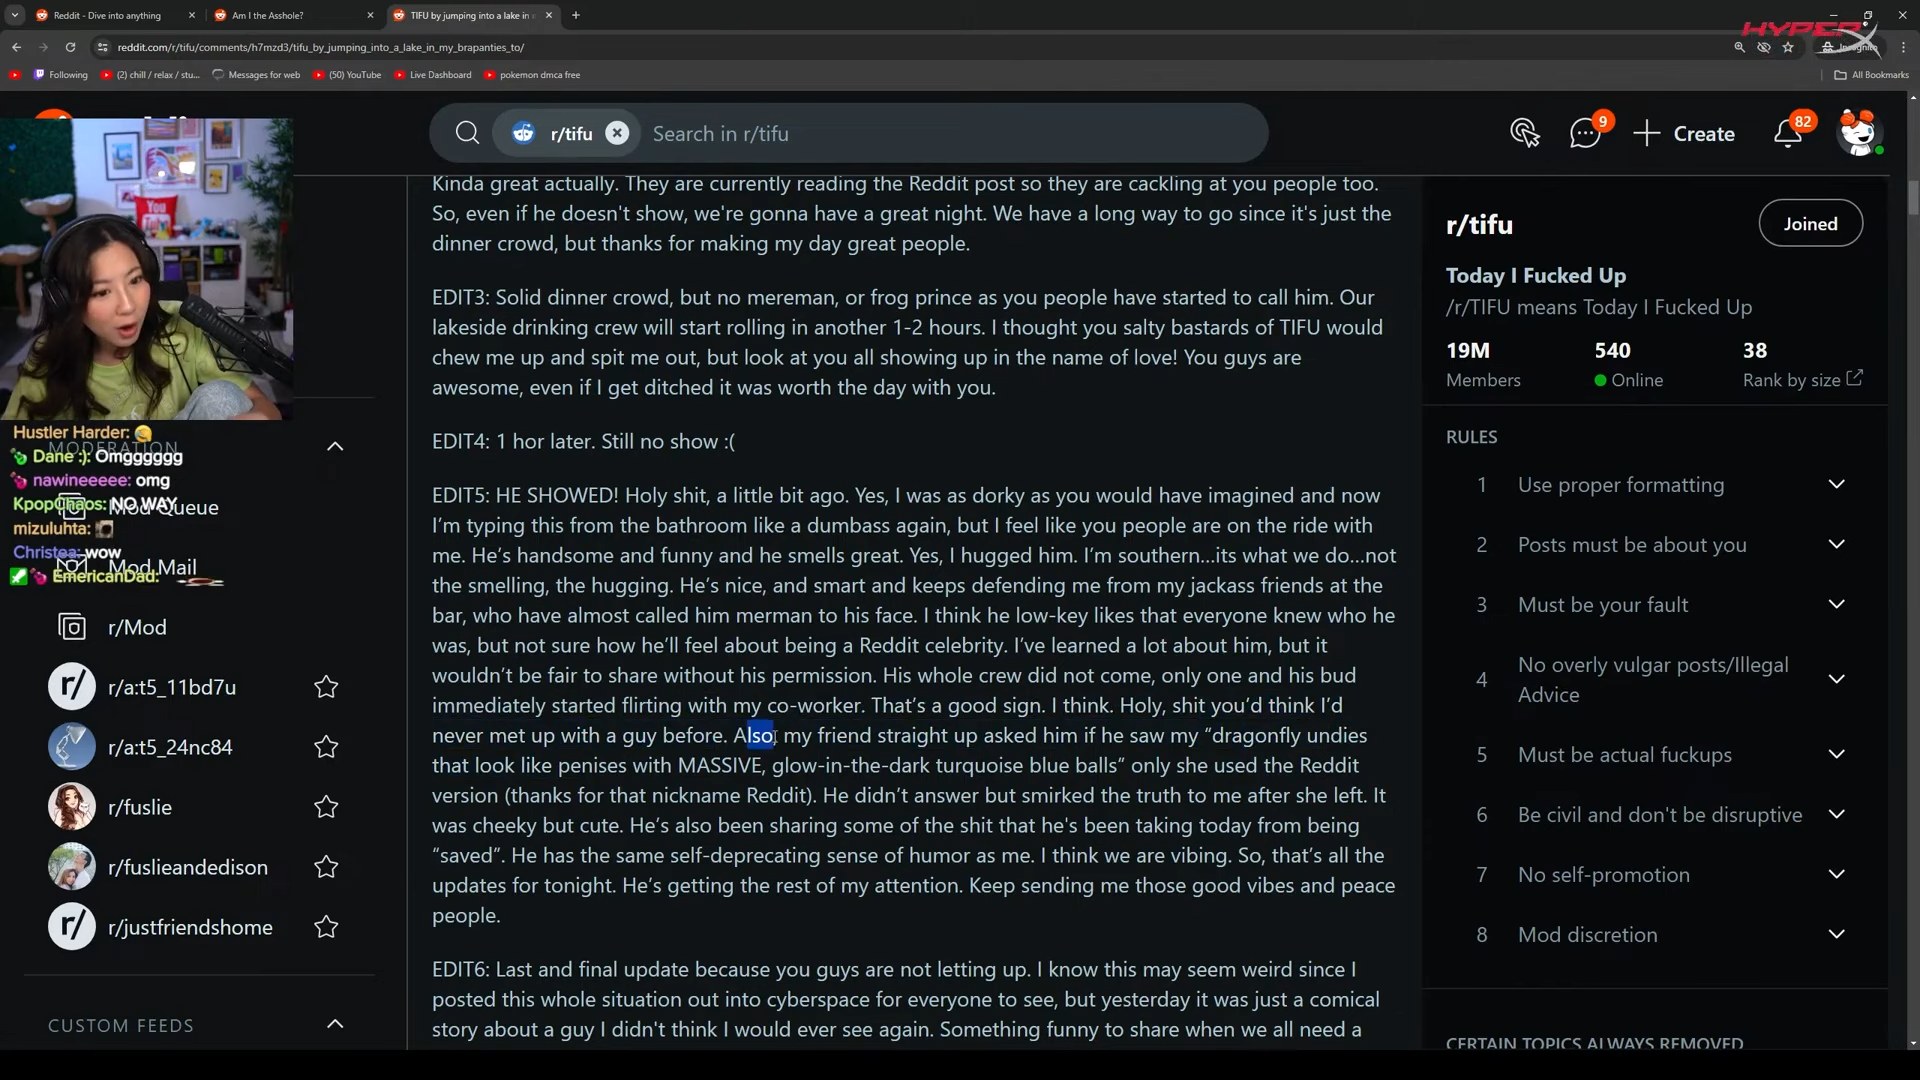 Reddit - Dive into anything
Am I the Asshole?
TIFU by jumping into a lake in
HYPERX
reddit.com/r/tifu/comments/h7mzd3/tifu_by_jumping_into_a_lake_in_my_brapanties_to/
Incognito
Following
(2) chill / relax / stu...
Messages for web
(50) YouTube
Live Dashboard
pokemon dmca free
All Bookmarks
r/tifu
Search in r/tifu
9
Create
82
Kinda great actually. They are currently reading the Reddit post so they are cackling at you people too.
So, even if he doesn't show, we're gonna have a great night. We have a long way to go since it's just the
dinner crowd, but thanks for making my day great people.
EDIT3: Solid dinner crowd, but no mereman, or frog prince as you people have started to call him. Our
lakeside drinking crew will start rolling in another 1-2 hours. I thought you salty bastards of TIFU would
chew me up and spit me out, but look at you all showing up in the name of love! You guys are
awesome, even if I get ditched it was worth the day with you.
EDIT4: 1 hor later. Still no show :(
EDIT5: HE SHOWED! Holy shit, a little bit ago. Yes, I was as dorky as you would have imagined and now
I'm typing this from the bathroom like a dumbass again, but I feel like you people are on the ride with
me. He's handsome and funny and he smells great. Yes, I hugged him. I'm southern...its what we do...not
the smelling, the hugging. He's nice, and smart and keeps defending me from my jackass friends at the
bar, who have almost called him merman to his face. I think he low-key likes that everyone knew who he
was, but not sure how he'll feel about being a Reddit celebrity. I've learned a lot about him, but it
wouldn't be fair to share without his permission. His whole crew did not come, only one and his bud
immediately started flirting with my co-worker. That's a good sign. I think. Holy, shit you'd think I'd
never met up with a guy before. Also, my friend straight up asked him if he saw my “dragonfly undies
that look like penises with MASSIVE, glow-in-the-dark turquoise blue balls” only she used the Reddit
version (thanks for that nickname Reddit). He didn't answer but smirked the truth to me after she left. It
was cheeky but cute. He's also been sharing some of the shit that he's been taking today from being
“saved”. He has the same self-deprecating sense of humor as me. I think we are vibing. So, that's all the
updates for tonight. He's getting the rest of my attention. Keep sending me those good vibes and peace
people.
EDIT6: Last and final update because you guys are not letting up. I know this may seem weird since I
posted this whole situation out into cyberspace for everyone to see, but yesterday it was just a comical
story about a guy I didn't think I would ever see again. Something funny to share when we all need a
r/tifu
Joined
Today I Fucked Up
/r/TIFU means Today I Fucked Up
19M
540
38
Members
Online
Rank by size
RULES
1 Use proper formatting
2 Posts must be about you
3 Must be your fault
4 No overly vulgar posts/Illegal
Advice
5 Must be actual fuckups
6 Be civil and don't be disruptive
7 No self-promotion
8 Mod discretion
CERTAIN TOPICS ALWAYS REMOVED
You
Hustler Harder:
MODERATION
Dane :): Omgggggg
nawineeeee: omg
KpopChaos: NO WAY
Mod Queue
mizuluhta:
Christea: wow
Mod Mail
EmericanDad:
r/Mod
r/ r/a:t5_11bd7u
r/a:t5_24nc84
r/fuslie
r/fuslieandedison
r/ r/justfriendshome
CUSTOM FEEDS